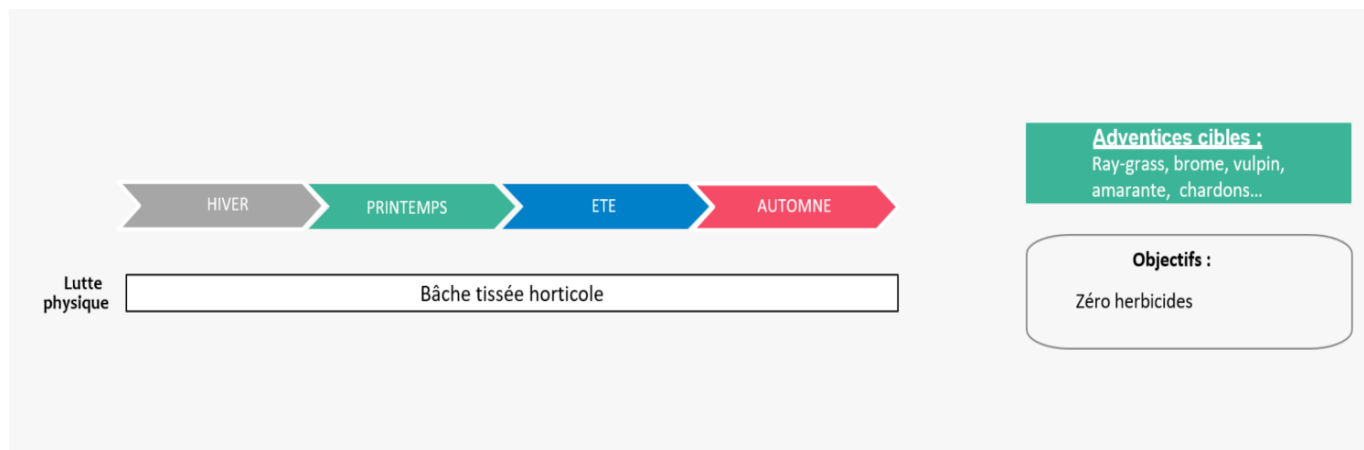 HIVER
PRINTEMPS
ETE
AUTOMNE
Lutte
physique
Bâche tissée horticole
Adventices cibles :
Ray-grass, brome, vulpin,
amarante, chardons...
Objectifs :
Zéro herbicides